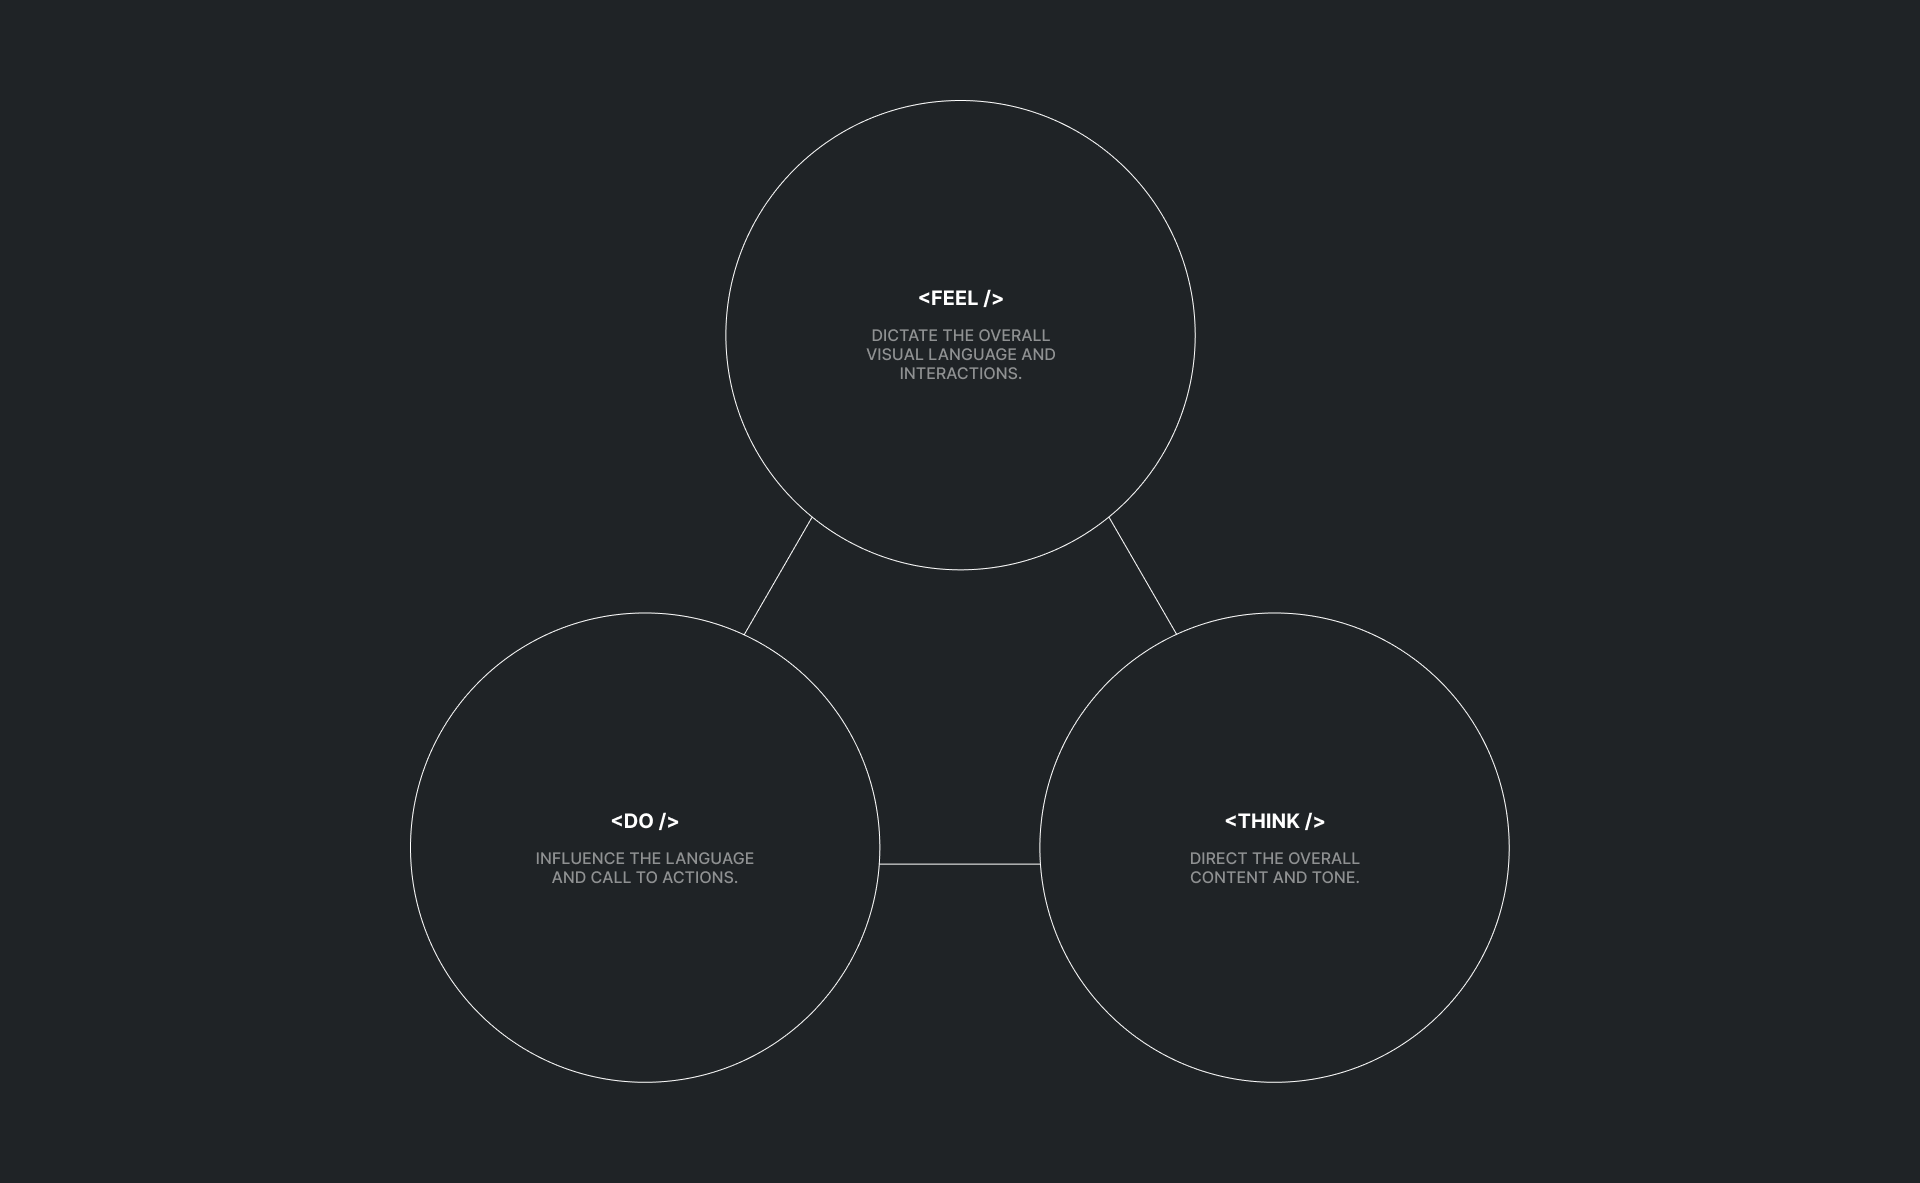 <FEEL />
DICTATE THE OVERALL
VISUAL LANGUAGE AND
INTERACTIONS.
<DO />
INFLUENCE THE LANGUAGE
AND CALL TO ACTIONS.
<THINK />
DIRECT THE OVERALL
CONTENT AND TONE.